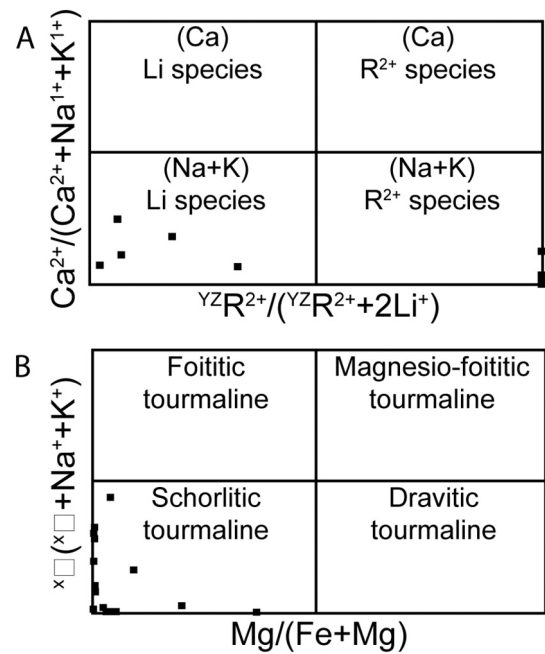 A
Ca²⁺/(Ca²⁺+Na¹⁺+K¹⁺)
(Ca)
Li species
(Ca)
R²⁺ species
(Na+K)
Li species
(Na+K)
R²⁺ species
ʸᶻR²⁺/(ʸᶻR²⁺+2Li⁺)
B
ˣ□(ˣ□+Na⁺+K⁺)
Foititic
tourmaline
Magnesio-foititic
tourmaline
Schorlitic
tourmaline
Dravitic
tourmaline
Mg/(Fe+Mg)